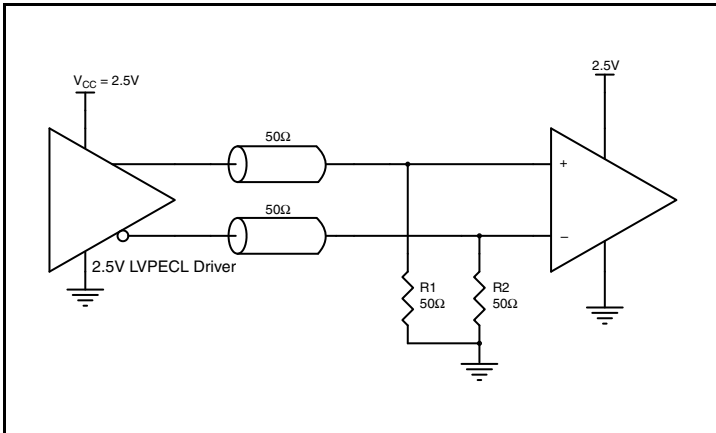 V_CC = 2.5V
2.5V
50Ω
+
50Ω
–
2.5V LVPECL Driver
R1
50Ω
R2
50Ω